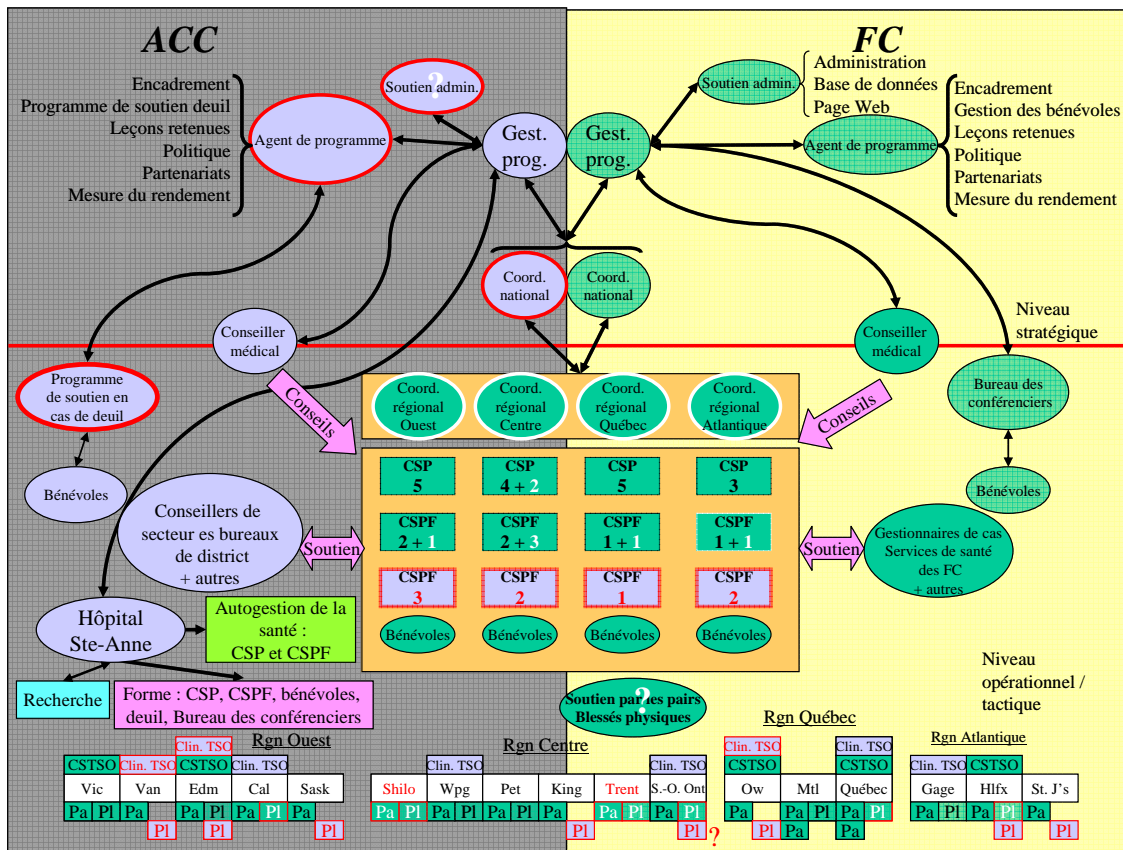 ACC
FC
Encadrement
Programme de soutien deuil
Leçons retenues
Politique
Partenariats
Mesure du rendement
Agent de programme
?
Soutien admin.
Gest.
prog.
Gest.
prog.
Soutien admin.
Administration
Base de données
Page Web
Agent de programme
Encadrement
Gestion des bénévoles
Leçons retenues
Politique
Partenariats
Mesure du rendement
Coord.
national
Coord.
national
Niveau
stratégique
Conseiller
médical
Conseiller
médical
Programme
de soutien en
cas de deuil
Conseils
Coord.
régional
Ouest
Coord.
régional
Centre
Coord.
régional
Québec
Coord.
régional
Atlantique
Conseils
Bureau des
conférenciers
Bénévoles
Bénévoles
CSP
5
CSP
4 + 2
CSP
5
CSP
3
Conseillers de
secteur es bureaux
de district
+ autres
Soutien
CSPF
2 + 1
CSPF
2 + 3
CSPF
1 + 1
CSPF
1 + 1
Soutien
Gestionnaires de cas
Services de santé
des FC
+ autres
CSPF
3
CSPF
2
CSPF
1
CSPF
2
Bénévoles
Bénévoles
Bénévoles
Bénévoles
Hôpital
Ste-Anne
Autogestion de la
santé :
CSP et CSPF
Recherche
Forme : CSP, CSPF, bénévoles,
deuil, Bureau des conférenciers
?
Soutien par les pairs
Blessés physiques
Niveau
opérationnel /
tactique
Rgn Ouest
Clin. TSO
CSTSO Clin. TSO CSTSO Clin. TSO
Vic Van Edm Cal Sask
Pa Pl Pa Pa Pl Pa Pl Pa
Pl Pl Pl
Rgn Centre
Clin. TSO Clin. TSO
Shilo Wpg Pet King Trent S.-O. Ont
Pa Pl Pa Pl Pa Pl Pa Pa Pl Pa Pl
Pl Pl ?
Rgn Québec
Clin. TSO Clin. TSO
CSTSO CSTSO
Ow Mtl Québec
Pa Pa Pl Pa Pl
Pl Pa Pa
Rgn Atlantique
Clin. TSO CSTSO
Gage Hlfx St. J's
Pa Pl Pa Pl Pa
Pl Pl